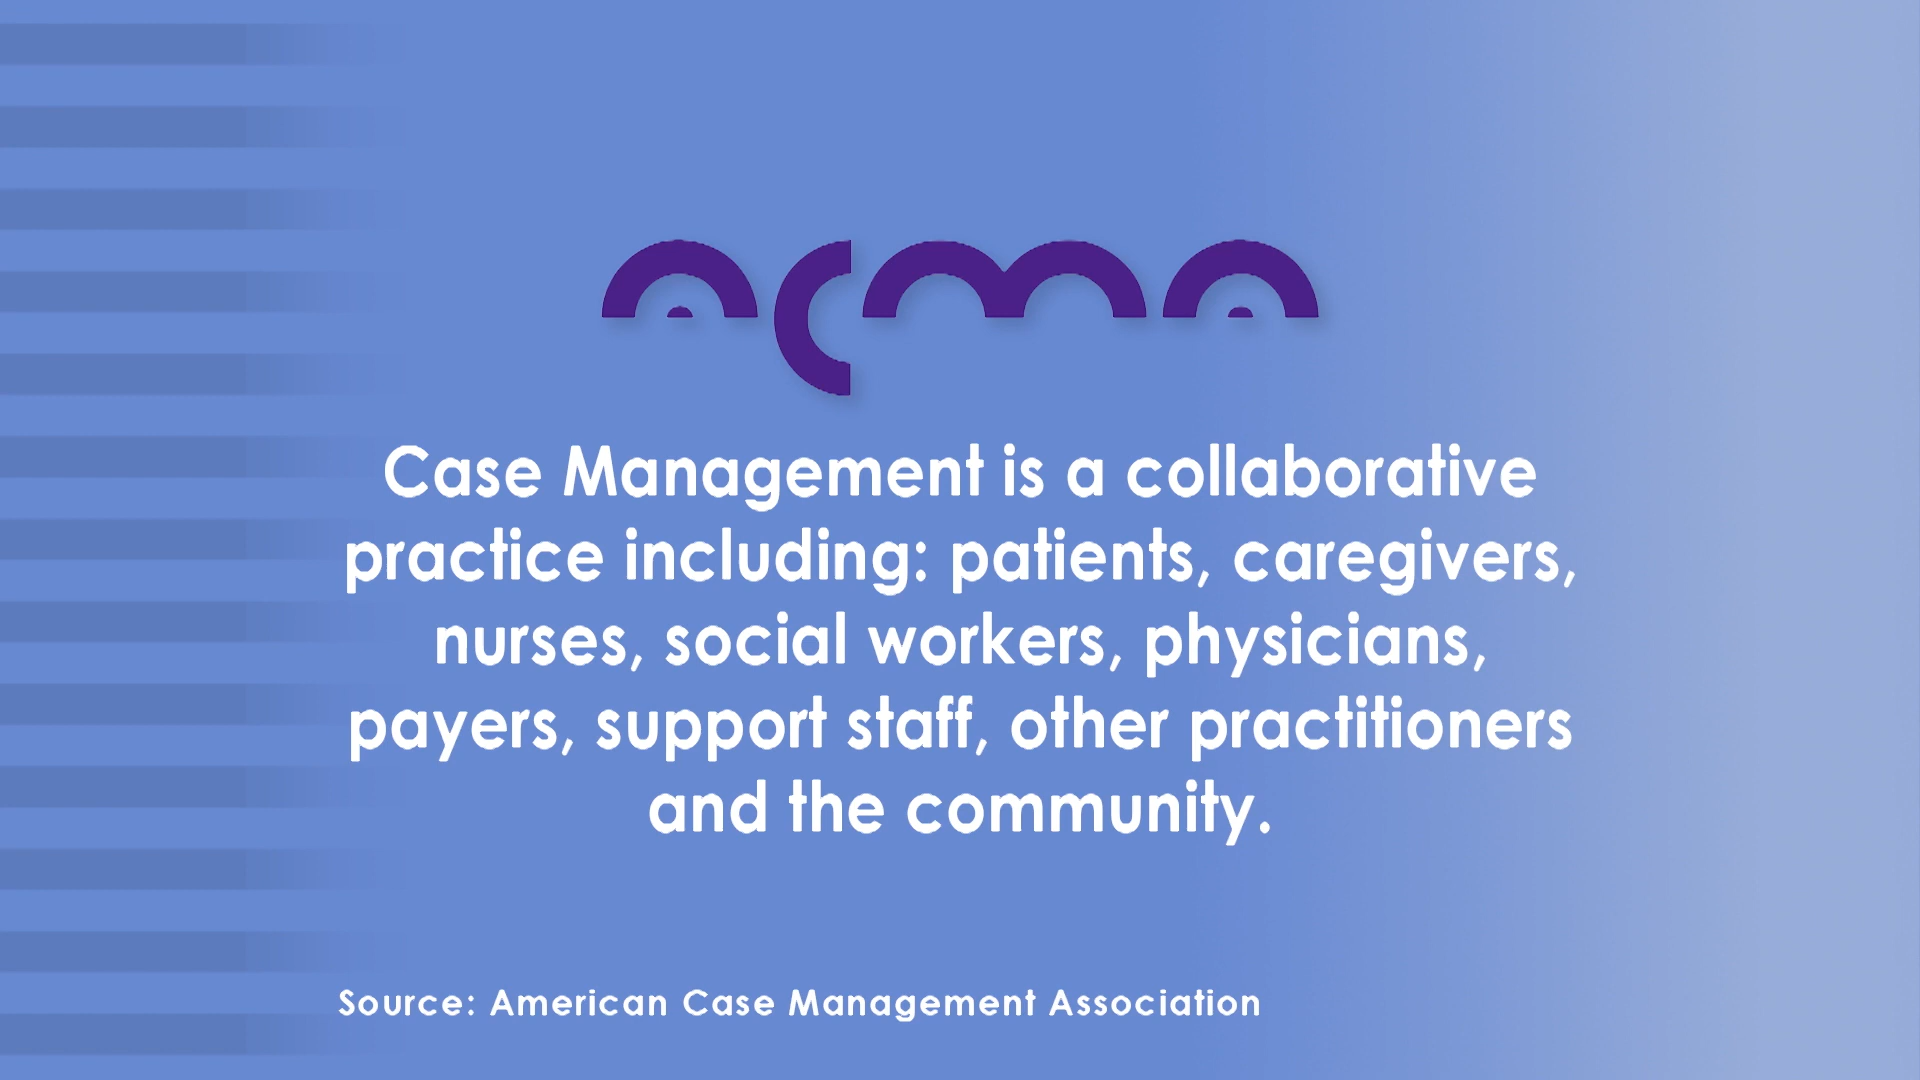 acma
Case Management is a collaborative
practice including: patients, caregivers,
nurses, social workers, physicians,
payers, support staff, other practitioners
and the community.
Source: American Case Management Association